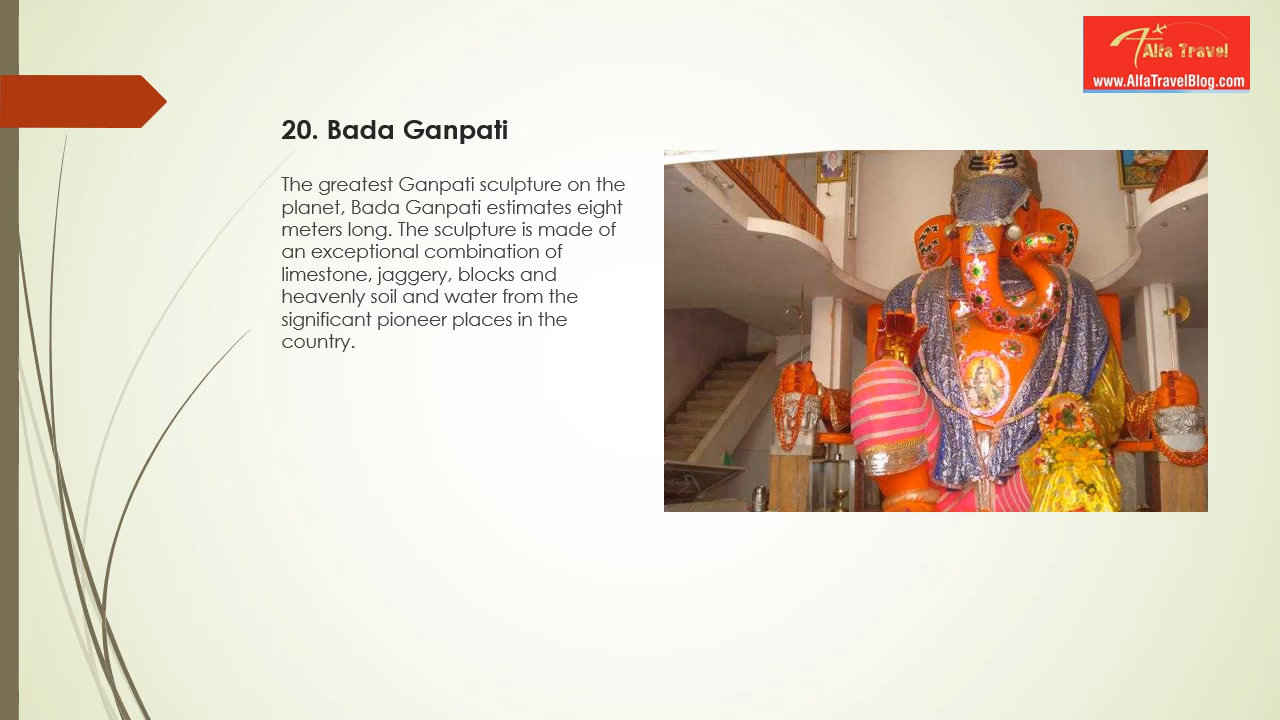 Alfa Travel
www.AlfaTravelBlog.com
20. Bada Ganpati
The greatest Ganpati sculpture on the
planet, Bada Ganpati estimates eight
meters long. The sculpture is made of
an exceptional combination of
limestone, jaggery, blocks and
heavenly soil and water from the
significant pioneer places in the
country.